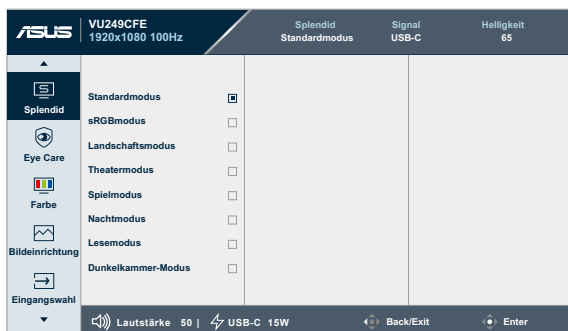 ASUS
VU249CFE
1920x1080 100Hz
Splendid
Standardmodus
Signal
USB-C
Helligkeit
65
Splendid
Eye Care
Farbe
Bildeinrichtung
Eingangswahl
Standardmodus
sRGBmodus
Landschaftsmodus
Theatermodus
Spielmodus
Nachtmodus
Lesemodus
Dunkelkammer-Modus
Lautstärke 50 | USB-C 15W Back/Exit Enter